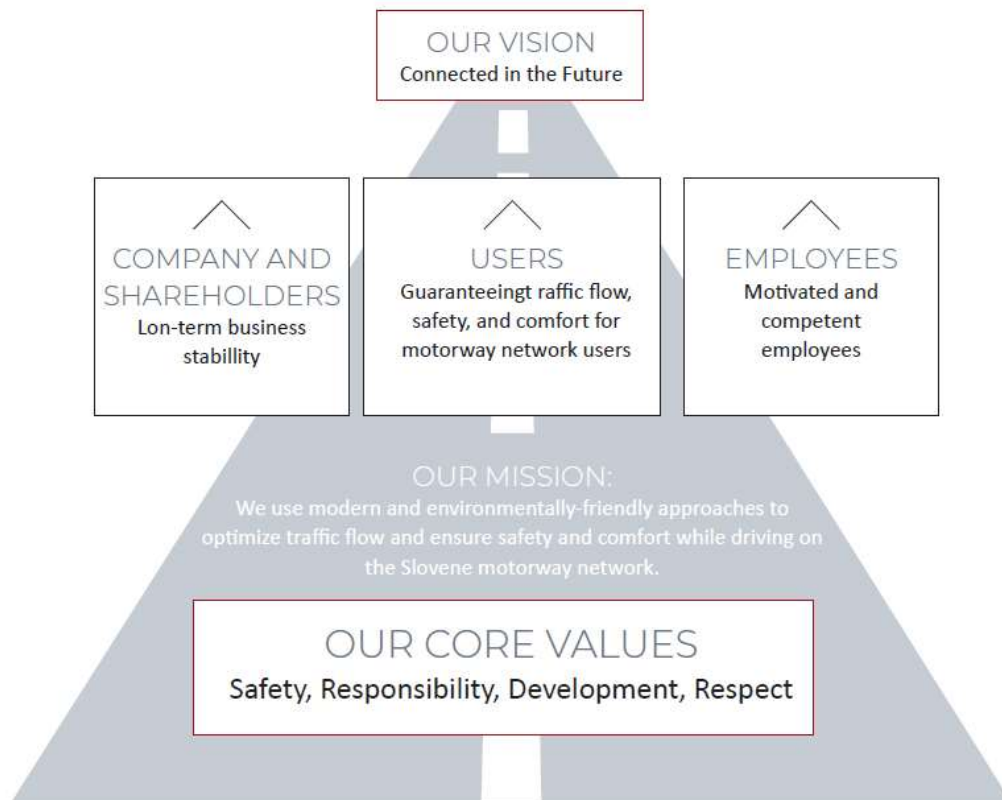 OUR VISION
Connected in the Future
COMPANY AND
SHAREHOLDERS
Lon-term business
stabillity
USERS
Guaranteeingt raffic flow,
safety, and comfort for
motorway network users
EMPLOYEES
Motivated and
competent
employees
OUR MISSION:
We use modern and environmentally-friendly approaches to
optimize traffic flow and ensure safety and comfort while driving on
the Slovene motorway network.
OUR CORE VALUES
Safety, Responsibility, Development, Respect